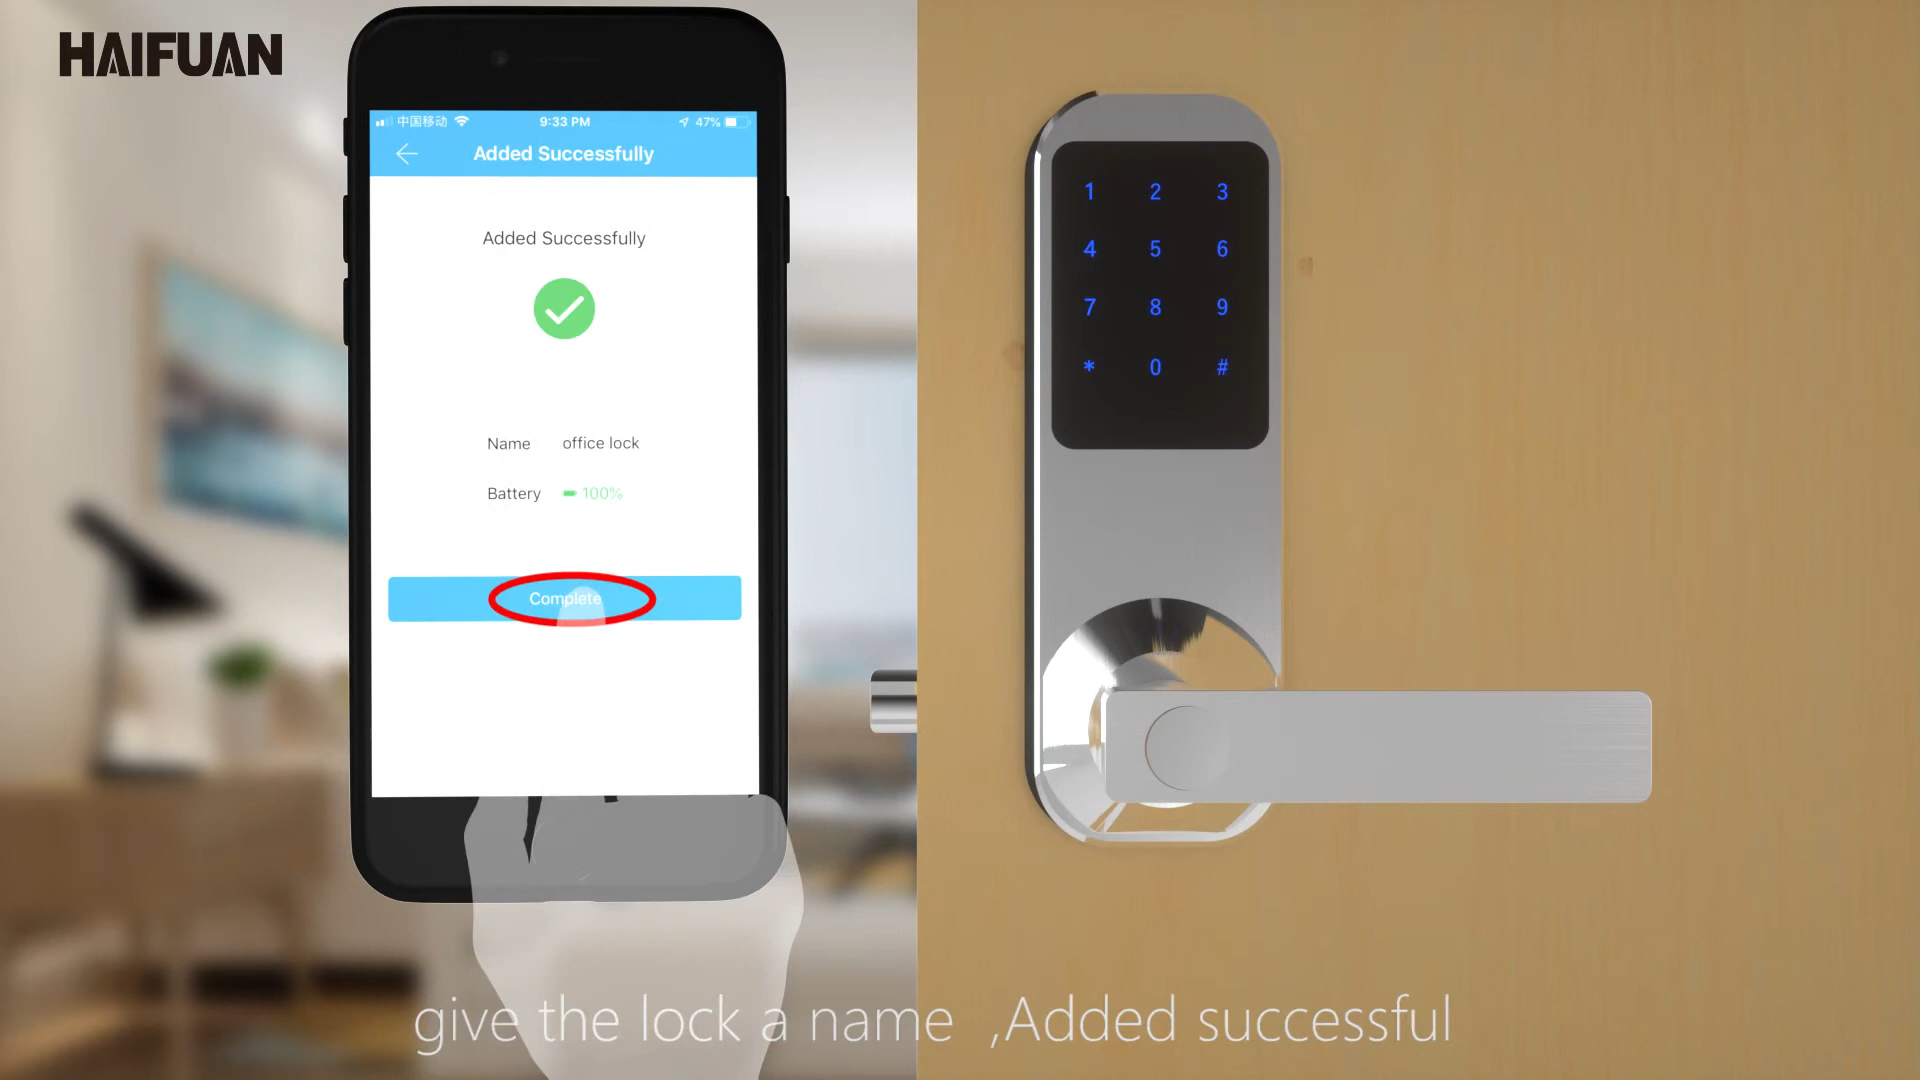 HAIFUAN
中国移动 9:33 PM 47%
Added Successfully
Added Successfully
Name office lock
Battery 100%
Complete
1 2 3
4 5 6
7 8 9
* 0 #
give the lock a name ,Added successful